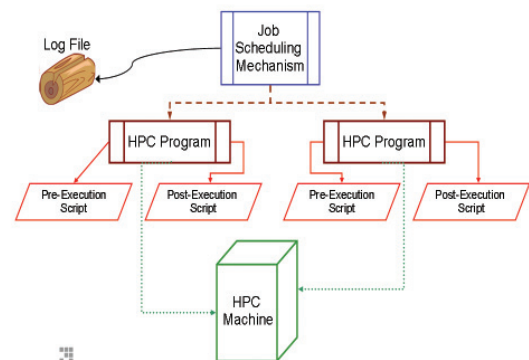 Log File
Job
Scheduling
Mechanism
HPC Program
HPC Program
Pre-Execution
Script
Post-Execution
Script
Pre-Execution
Script
Post-Execution
Script
HPC
Machine